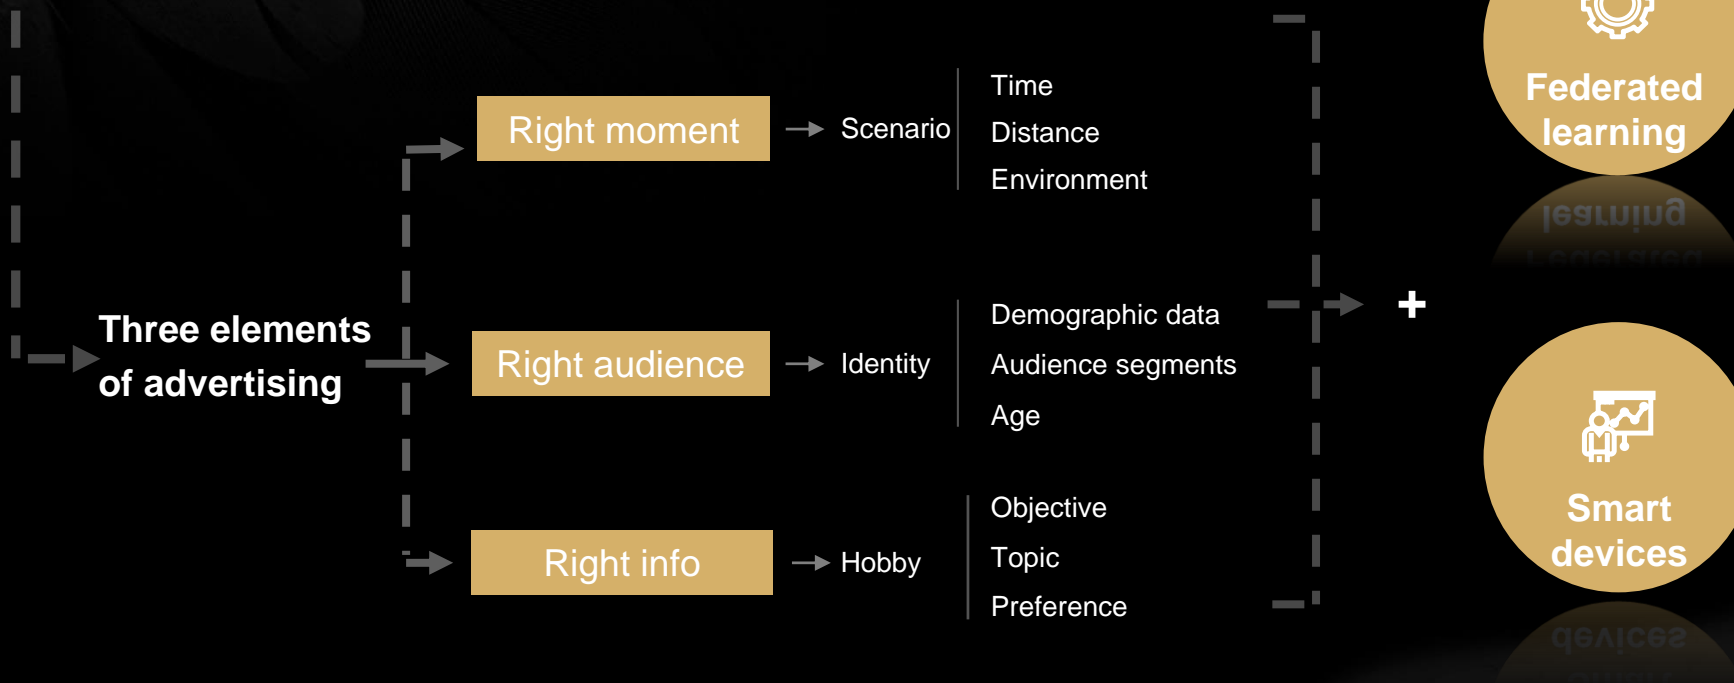 Three elements
of advertising
Right moment
Scenario
Time
Distance
Environment
Right audience
Identity
Demographic data
Audience segments
Age
Right info
Hobby
Objective
Topic
Preference
+
Federated
learning
Smart
devices